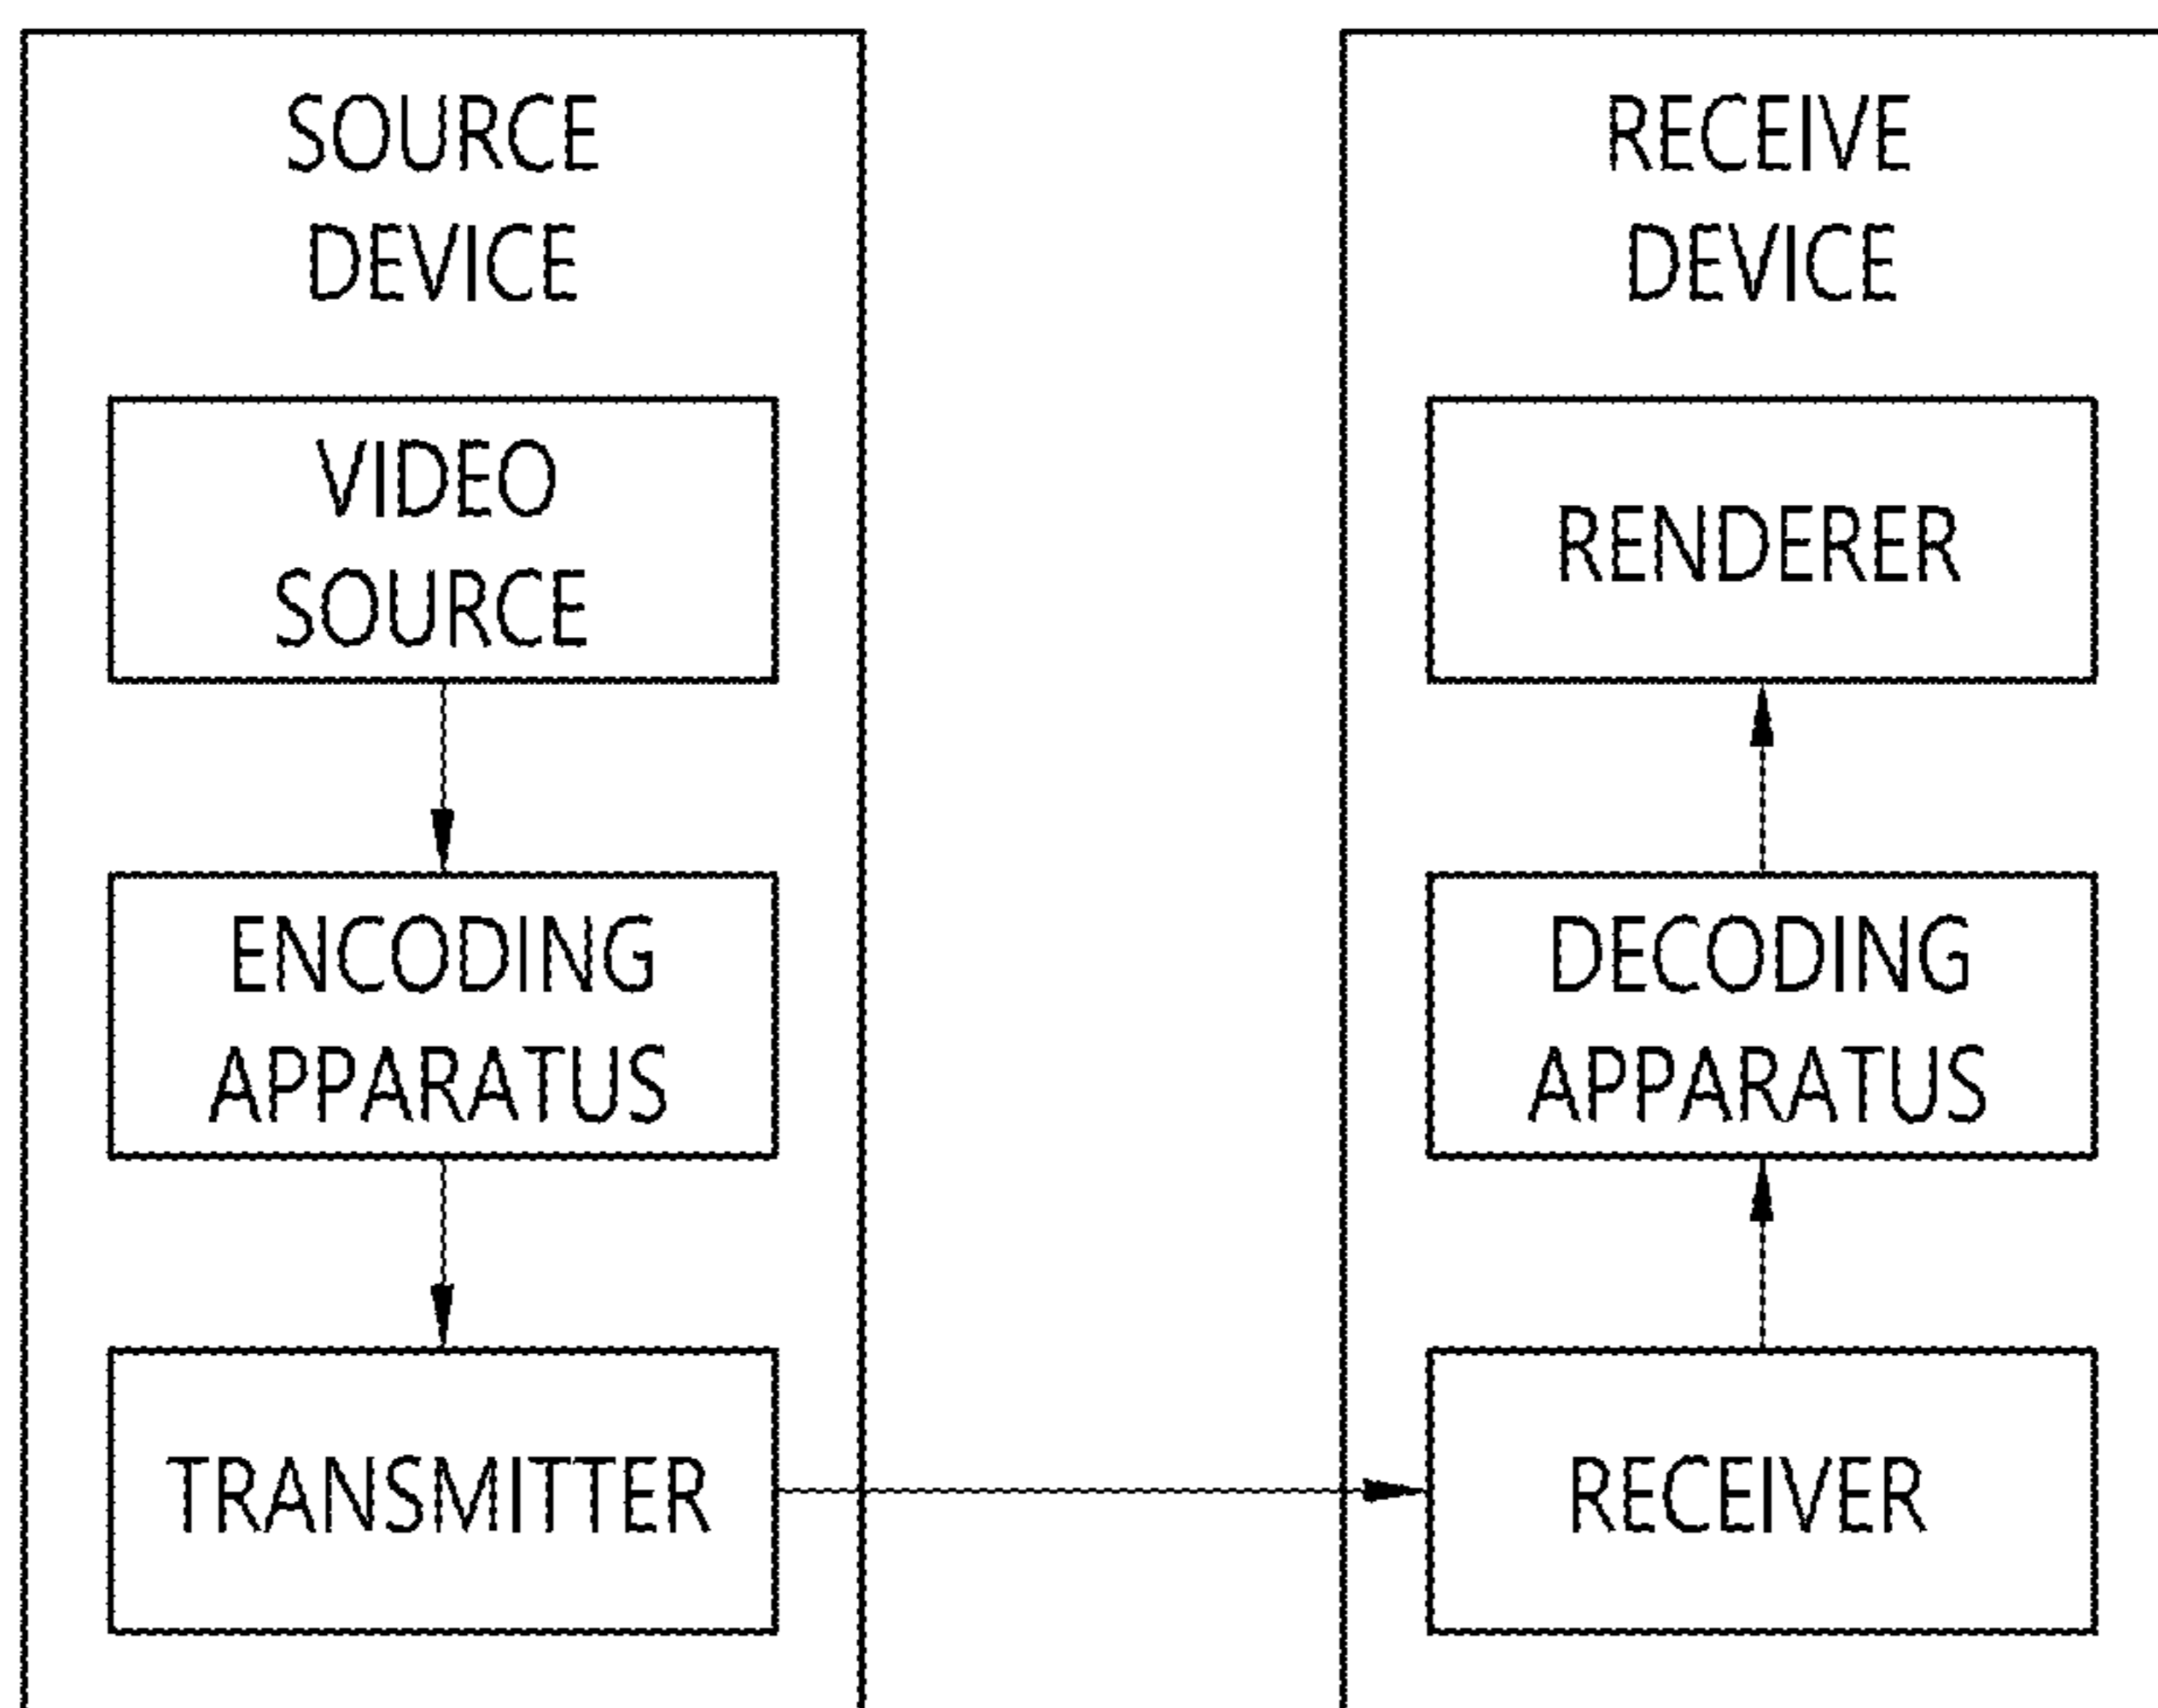 SOURCE
DEVICE
VIDEO
SOURCE
ENCODING
APPARATUS
TRANSMITTER
RECEIVE
DEVICE
RENDERER
DECODING
APPARATUS
RECEIVER